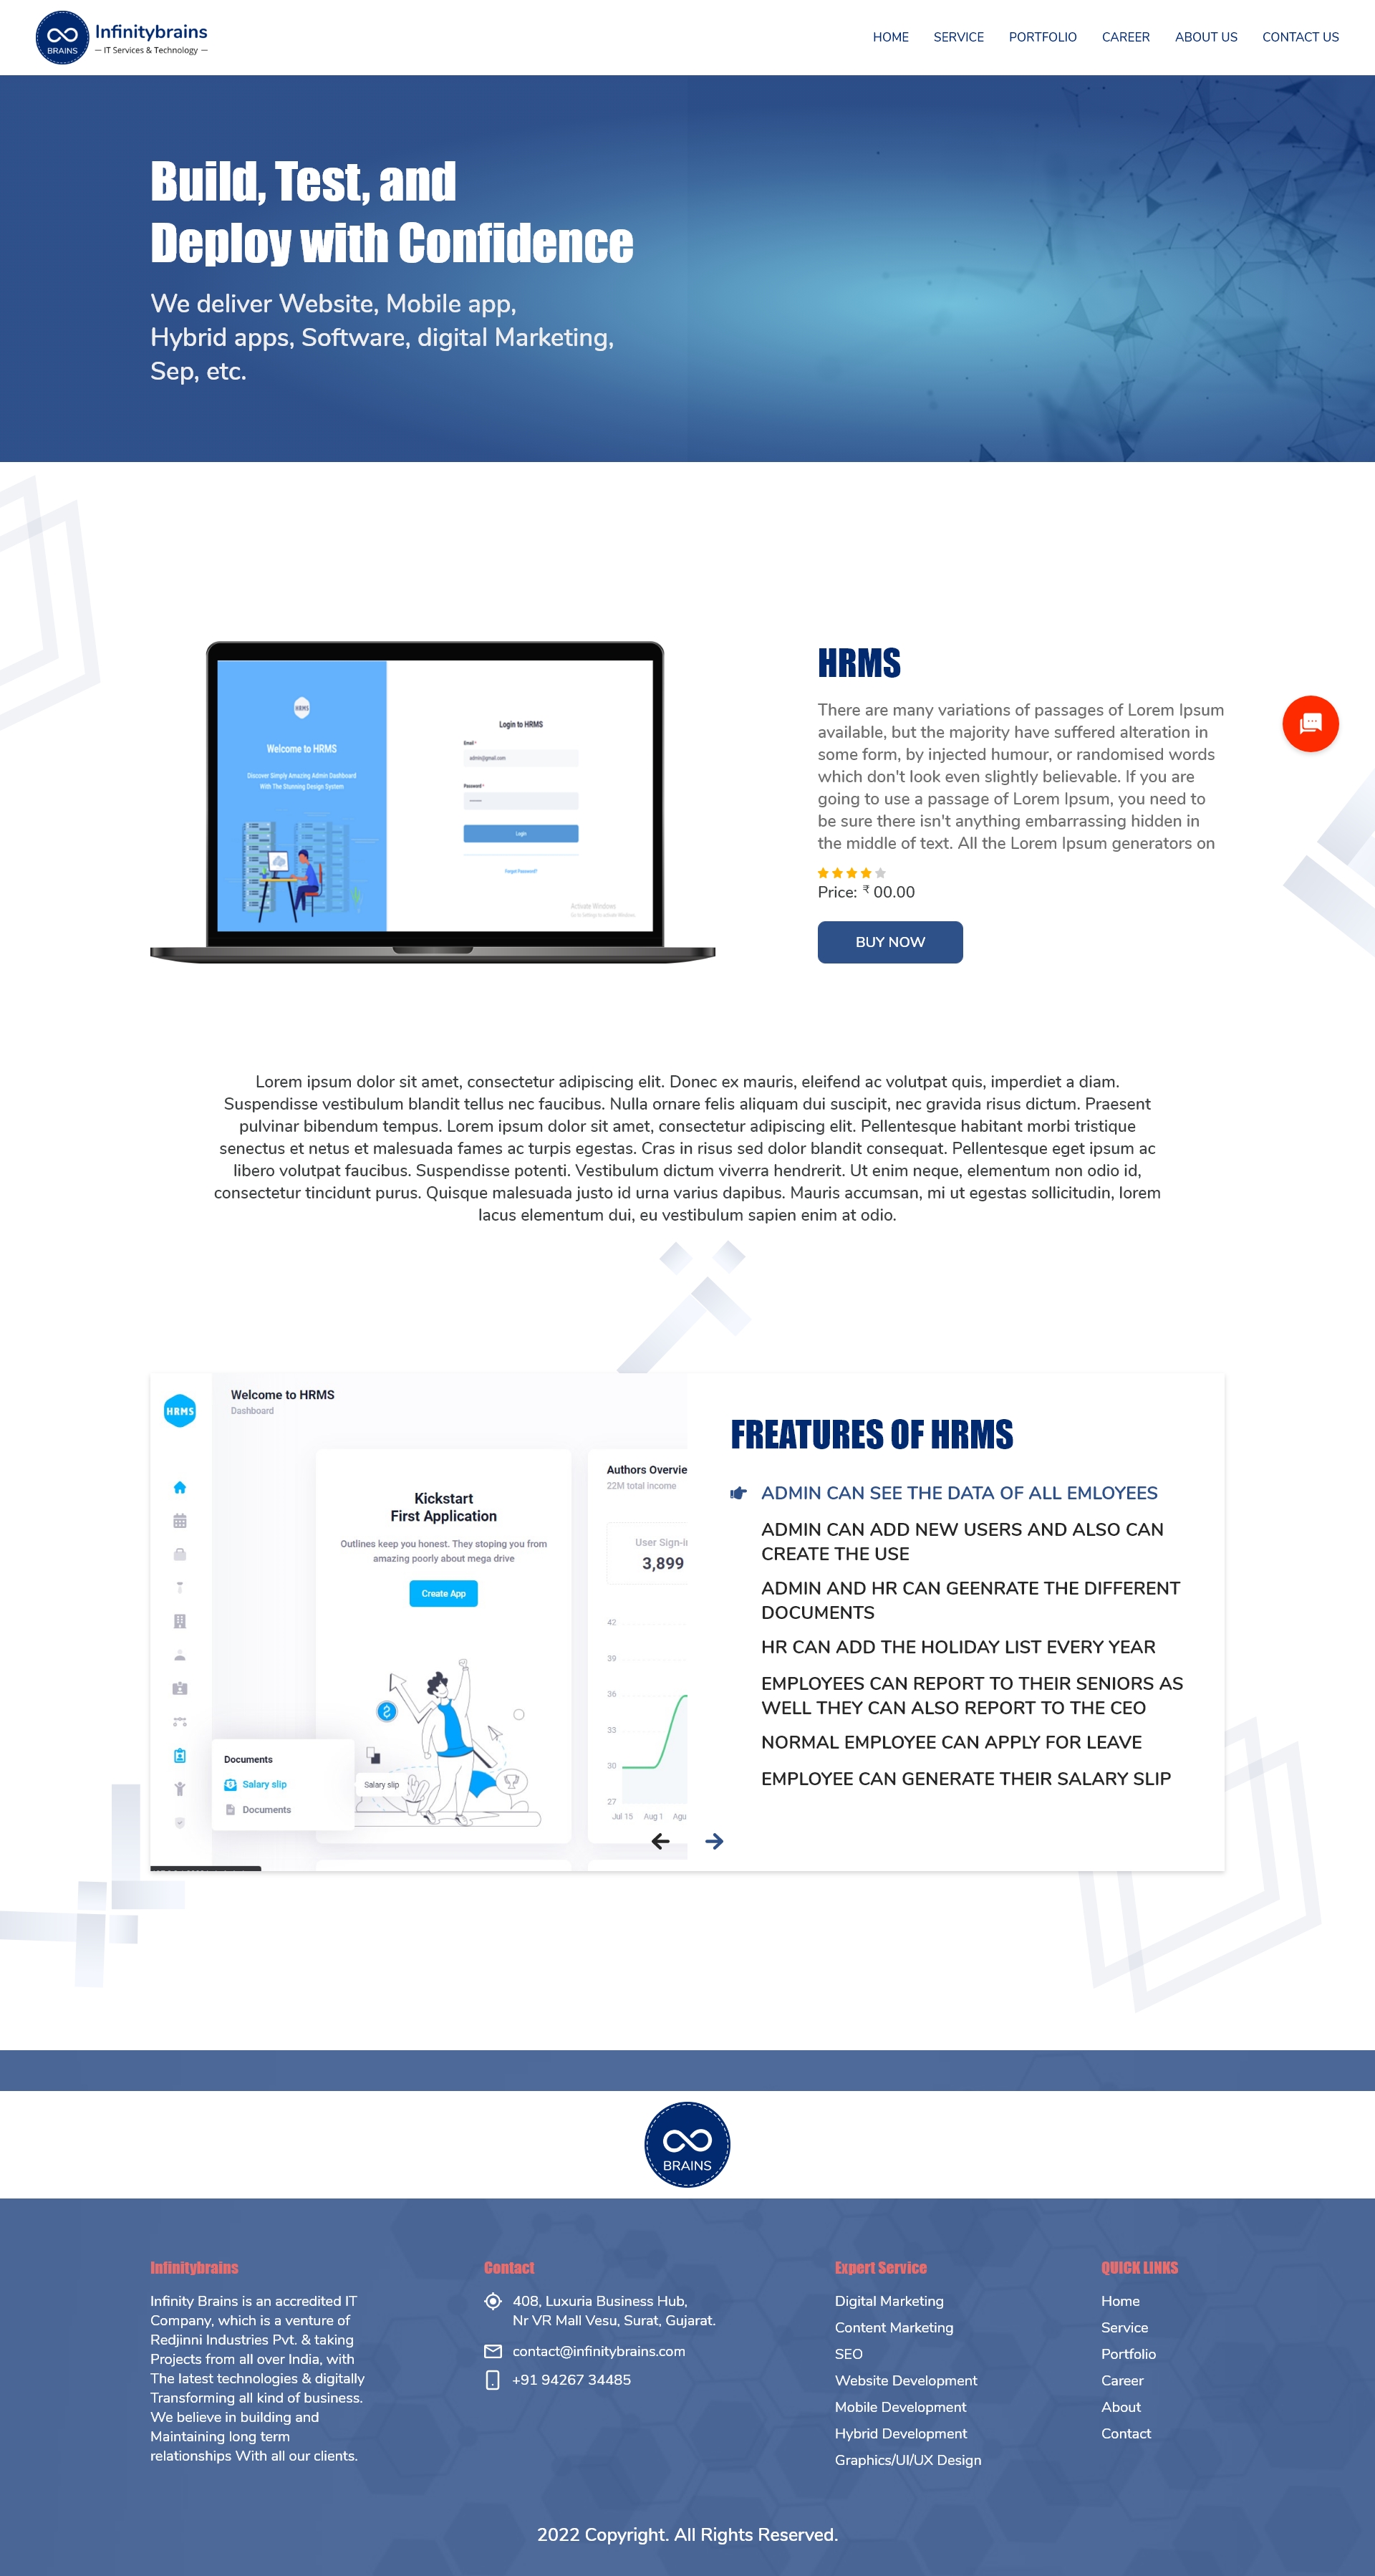 BRAINS
Infinitybrains
IT Services & Technology
HOME SERVICE PORTFOLIO CAREER ABOUT US CONTACT US
Build, Test, and
Deploy with Confidence
We deliver Website, Mobile app,
Hybrid apps, Software, digital Marketing,
Sep, etc.
HRMS
Welcome to HRMS
Discover Simply Amazing Admin Dashboard
With The Stunning Design System
Login to HRMS
Email *
admin@gmail.com
Password *
Login
Forgot Password?
Activate Windows
Go to Settings to activate Windows.
HRMS
There are many variations of passages of Lorem Ipsum
available, but the majority have suffered alteration in
some form, by injected humour, or randomised words
which don't look even slightly believable. If you are
going to use a passage of Lorem Ipsum, you need to
be sure there isn't anything embarrassing hidden in
the middle of text. All the Lorem Ipsum generators on
Price: ₹ 00.00
BUY NOW
Lorem ipsum dolor sit amet, consectetur adipiscing elit. Donec ex mauris, eleifend ac volutpat quis, imperdiet a diam.
Suspendisse vestibulum blandit tellus nec faucibus. Nulla ornare felis aliquam dui suscipit, nec gravida risus dictum. Praesent
pulvinar bibendum tempus. Lorem ipsum dolor sit amet, consectetur adipiscing elit. Pellentesque habitant morbi tristique
senectus et netus et malesuada fames ac turpis egestas. Cras in risus sed dolor blandit consequat. Pellentesque eget ipsum ac
libero volutpat faucibus. Suspendisse potenti. Vestibulum dictum viverra hendrerit. Ut enim neque, elementum non odio id,
consectetur tincidunt purus. Quisque malesuada justo id urna varius dapibus. Mauris accumsan, mi ut egestas sollicitudin, lorem
lacus elementum dui, eu vestibulum sapien enim at odio.
HRMS
Welcome to HRMS
Dashboard
Kickstart
First Application
Outlines keep you honest. They stoping you from
amazing poorly about mega drive
Create App
Authors Overvie
22M total income
User Sign-i
3,899
42
39
36
33
30
27
Jul 15 Aug 1 Agu
Documents
Salary slip
Documents
Salary slip
FREATURES OF HRMS
ADMIN CAN SEE THE DATA OF ALL EMLOYEES
ADMIN CAN ADD NEW USERS AND ALSO CAN
CREATE THE USE
ADMIN AND HR CAN GEENRATE THE DIFFERENT
DOCUMENTS
HR CAN ADD THE HOLIDAY LIST EVERY YEAR
EMPLOYEES CAN REPORT TO THEIR SENIORS AS
WELL THEY CAN ALSO REPORT TO THE CEO
NORMAL EMPLOYEE CAN APPLY FOR LEAVE
EMPLOYEE CAN GENERATE THEIR SALARY SLIP
BRAINS
Infinitybrains
Infinity Brains is an accredited IT
Company, which is a venture of
Redjinni Industries Pvt. & taking
Projects from all over India, with
The latest technologies & digitally
Transforming all kind of business.
We believe in building and
Maintaining long term
relationships With all our clients.
Contact
408, Luxuria Business Hub,
Nr VR Mall Vesu, Surat, Gujarat.
contact@infinitybrains.com
+91 94267 34485
Expert Service
Digital Marketing
Content Marketing
SEO
Website Development
Mobile Development
Hybrid Development
Graphics/UI/UX Design
QUICK LINKS
Home
Service
Portfolio
Career
About
Contact
2022 Copyright. All Rights Reserved.